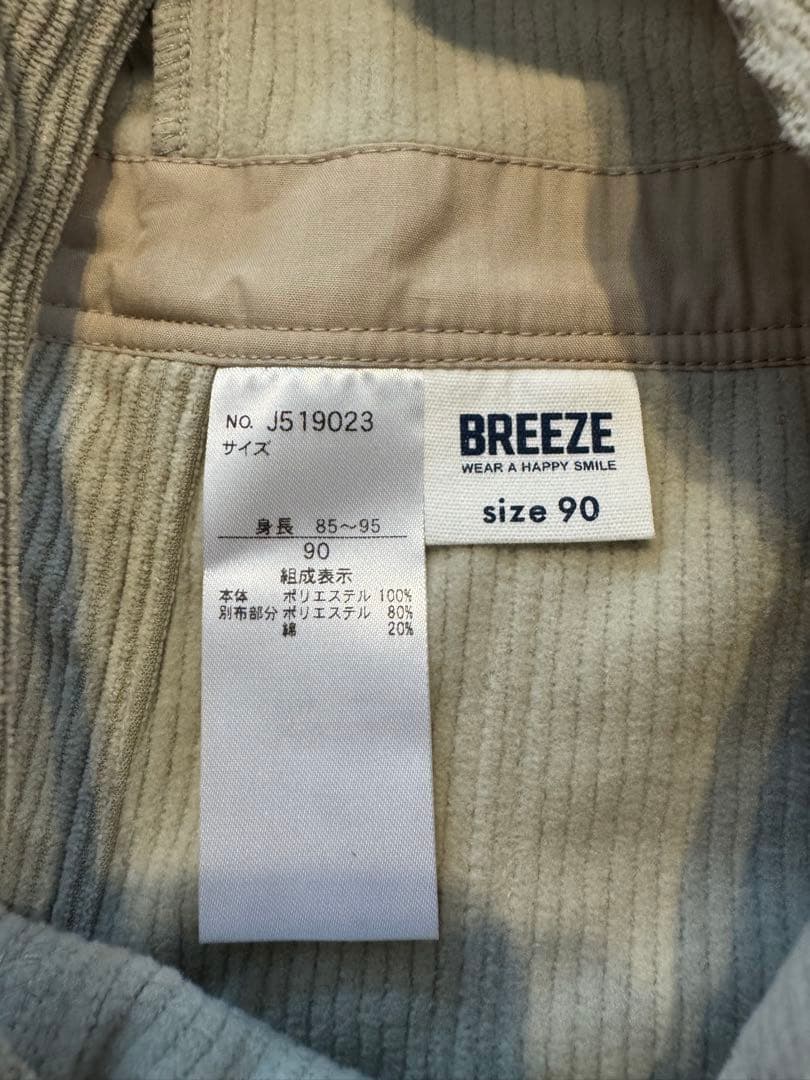 NO. J519023
サイズ
身長 85～95
90
組成表示
本体 ポリエステル 100%
別布部分 ポリエステル 80%
綿 20%
BREEZE
WEAR A HAPPY SMILE
size 90